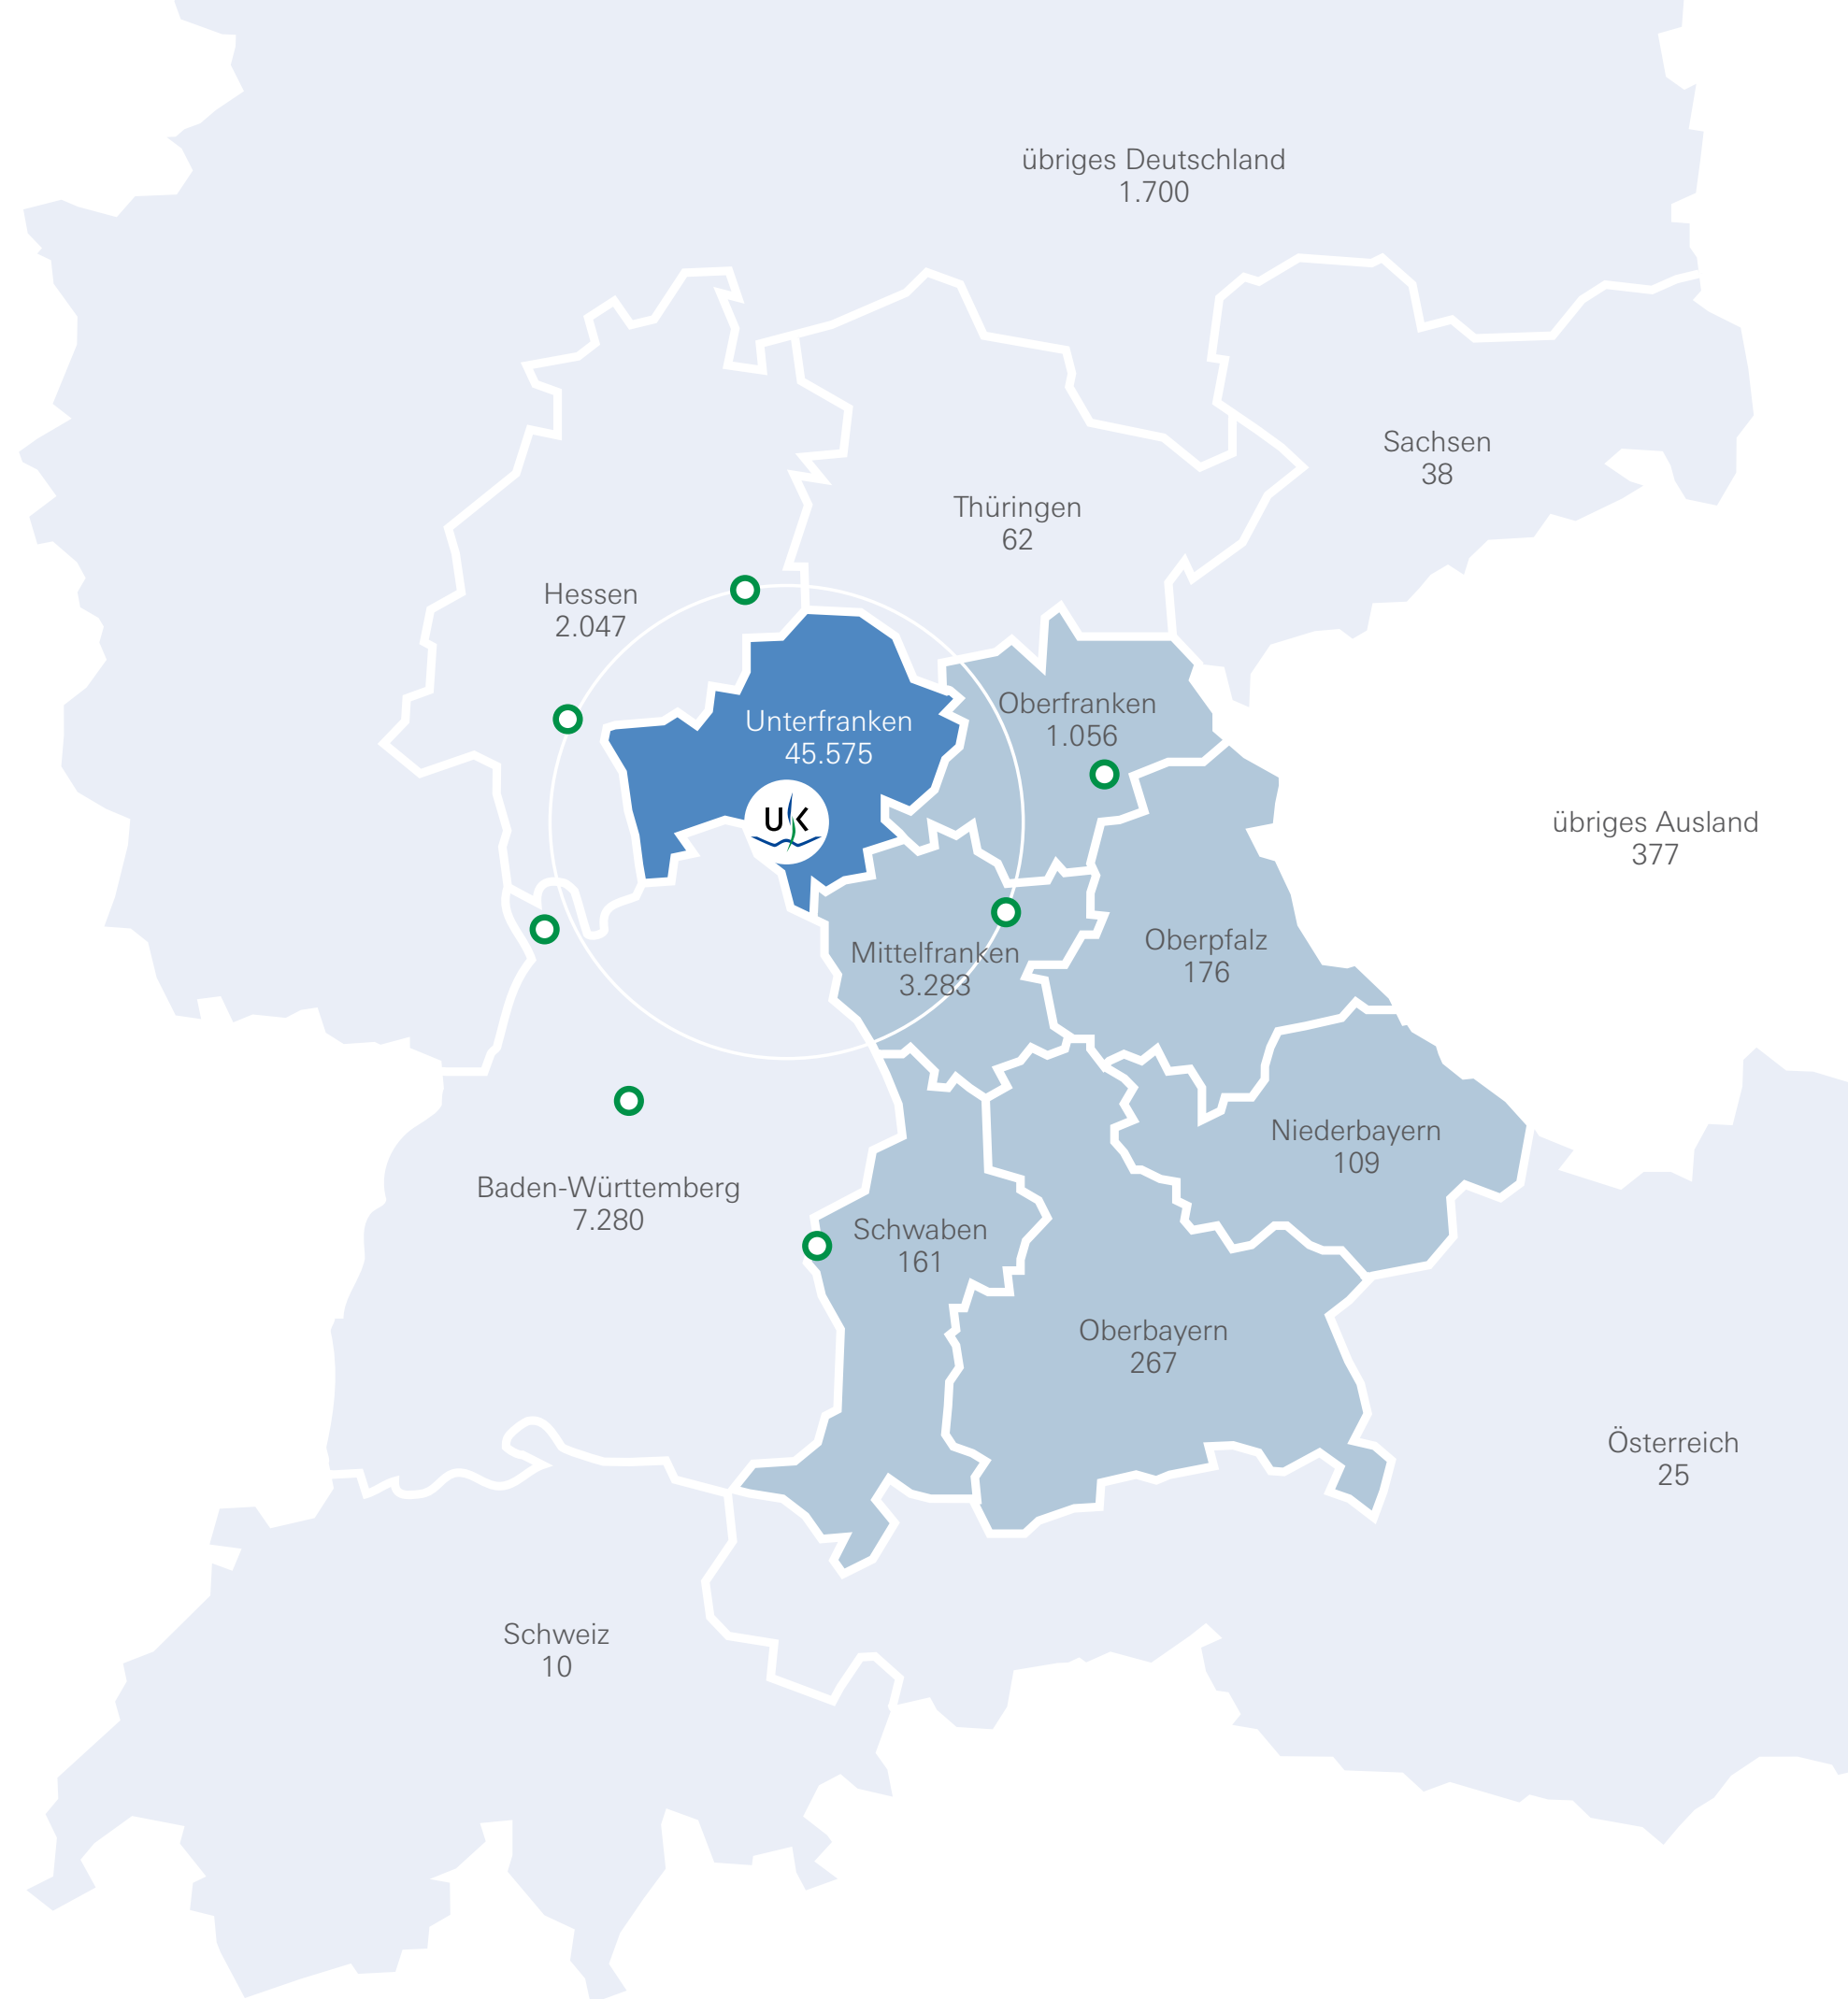 übriges Deutschland
1.700
Sachsen
38
Thüringen
62
Hessen
2.047
Oberfranken
1.056
Unterfranken
45.575
UK
übriges Ausland
377
Mittelfranken
3.283
Oberpfalz
176
Niederbayern
109
Baden-Württemberg
7.280
Schwaben
161
Oberbayern
267
Österreich
25
Schweiz
10